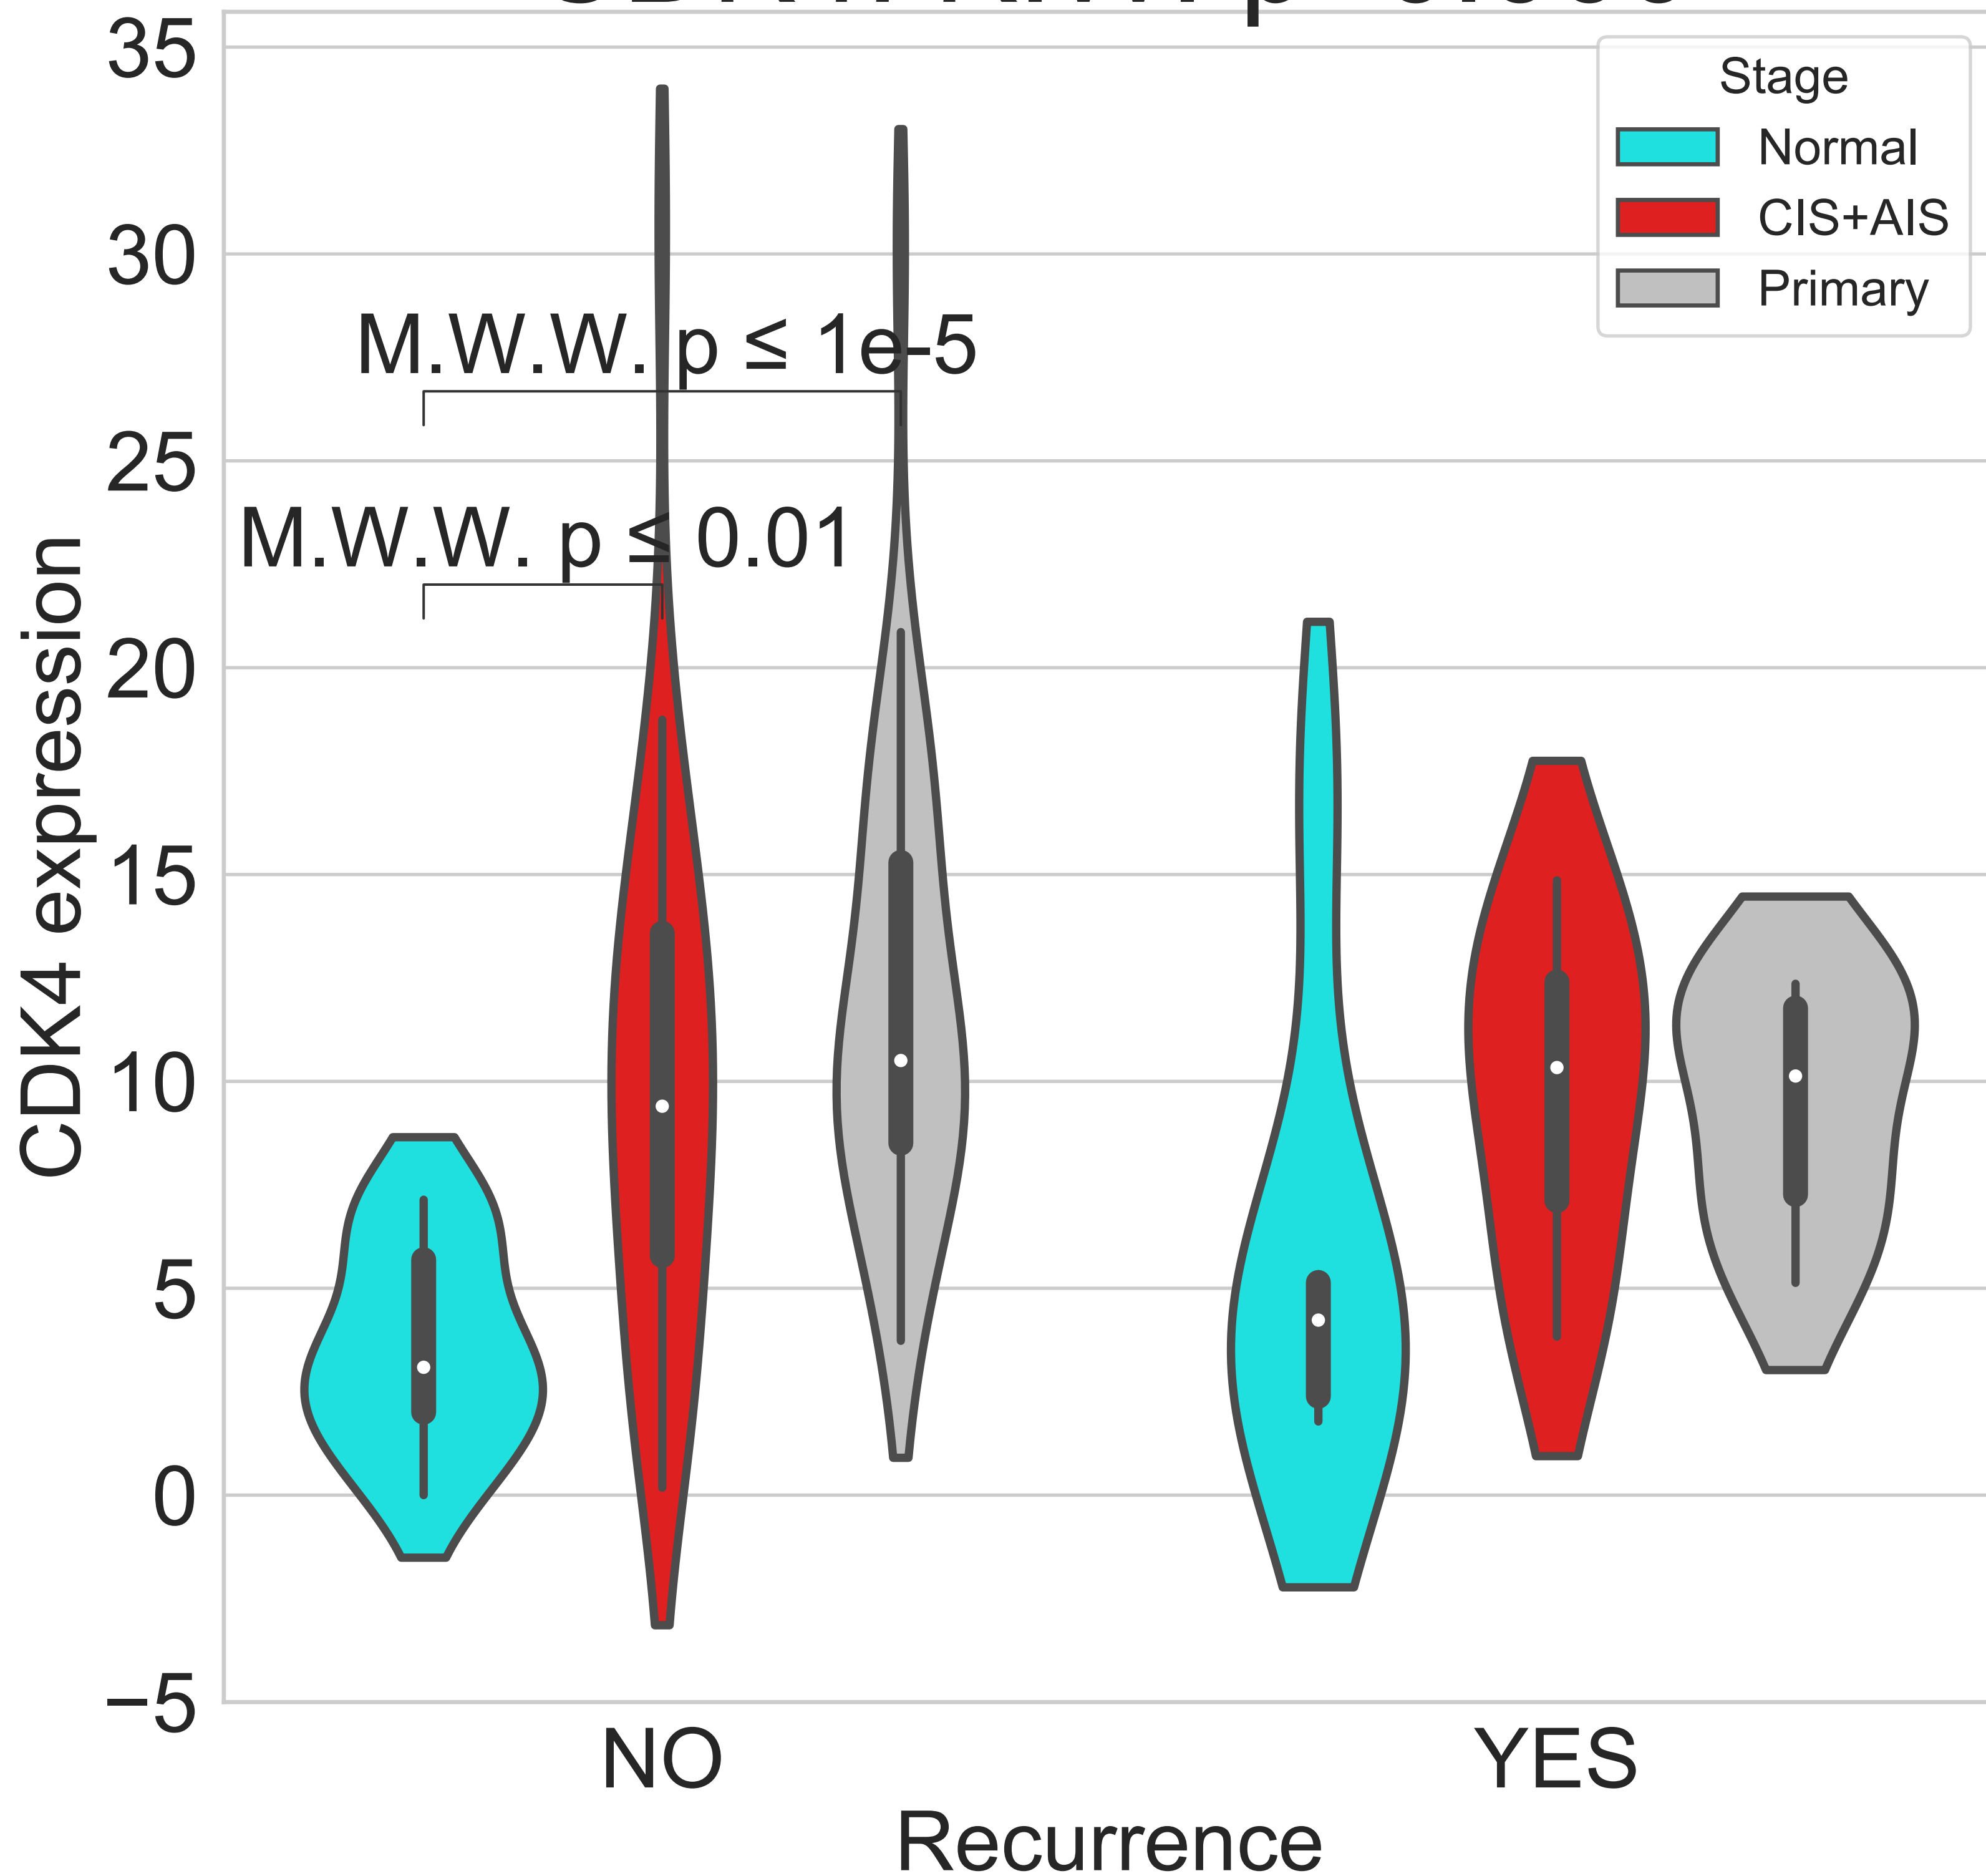 35
30
25
20
15
10
5
0
−5
CDK4 expression
Stage
Normal
CIS+AIS
Primary
M.W.W. p ≤ 1e-5
M.W.W. p ≤ 0.01
NO
YES
Recurrence